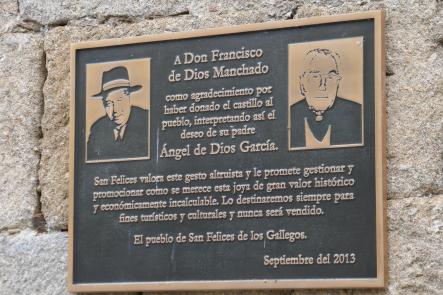 A Don Francisco
de Dios Manchado
como agradecimiento por
haber donado el castillo al
pueblo, interpretando así el
deseo de su padre
Ángel de Dios García.
San Felices valora este gesto altruista y le promete gestionar y
promocionar como se merece esta joya de gran valor histórico
y económicamente incalculable. Lo destinaremos siempre para
fines turísticos y culturales y nunca será vendido.
El pueblo de San Felices de los Gallegos.
Septiembre del 2013